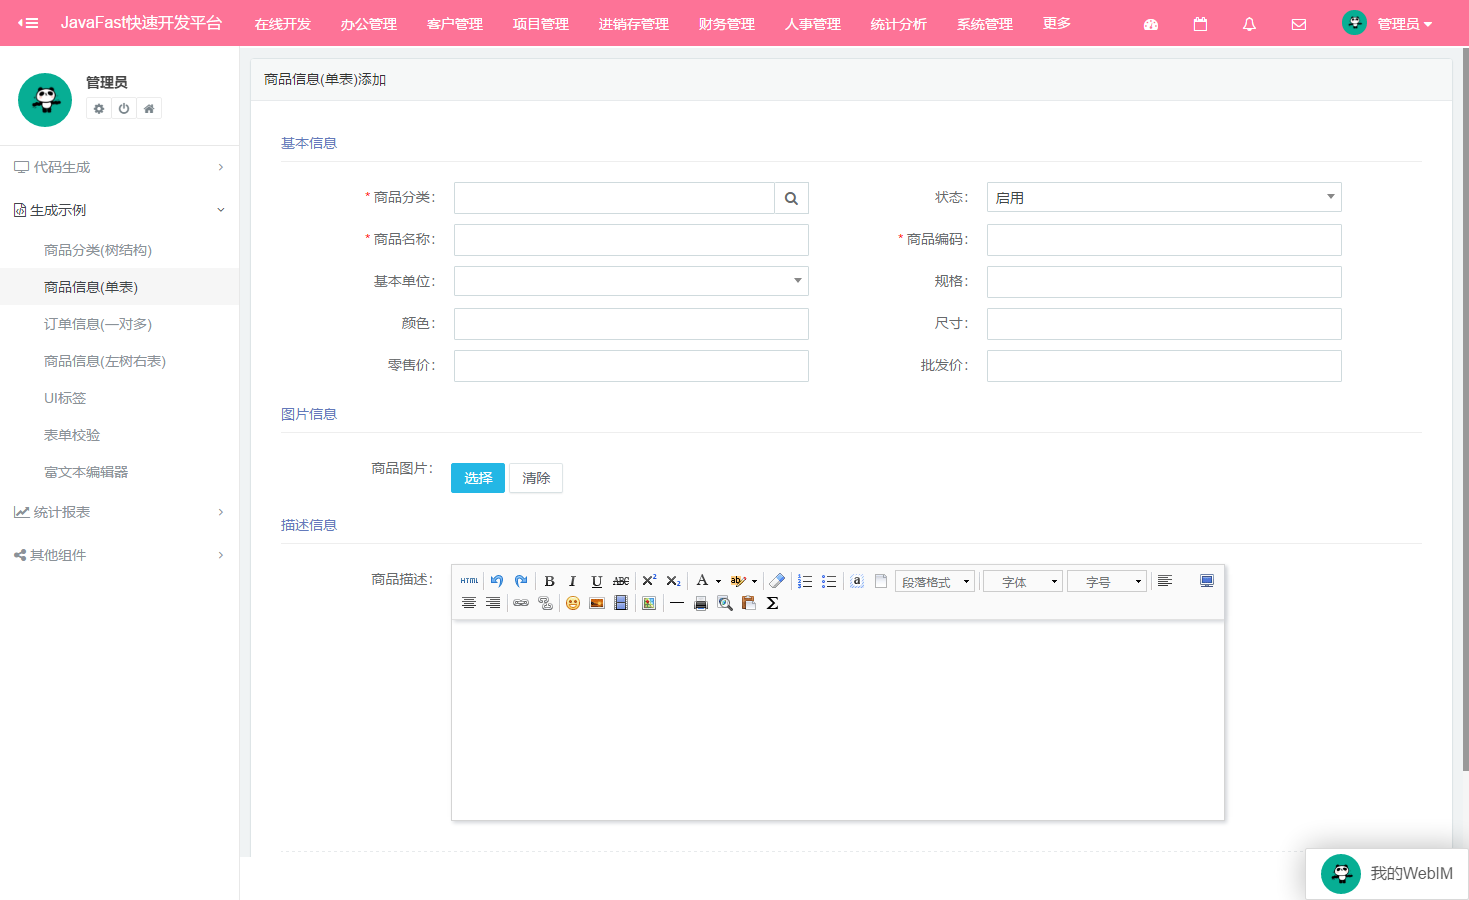 JavaFast快速开发平台 在线开发 办公管理 客户管理 项目管理 进销存管理 财务管理 人事管理 统计分析 系统管理 更多 管理员
管理员
代码生成
生成示例
商品分类(树结构)
商品信息(单表)
订单信息(一对多)
商品信息(左树右表)
UI标签
表单校验
富文本编辑器
统计报表
其他组件
商品信息(单表)添加
基本信息
* 商品分类： 状态： 启用
* 商品名称： * 商品编码：
基本单位： 规格：
颜色： 尺寸：
零售价： 批发价：
图片信息
商品图片： 选择 清除
描述信息
商品描述： HTML B I U ABC X² X₂ A ab a 段落格式 字体 字号
Σ
我的WebIM